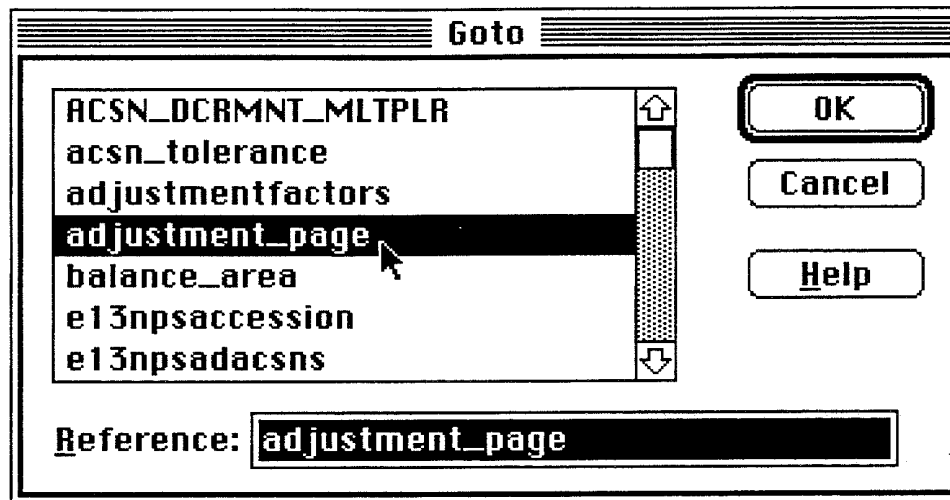 Goto
ACSN_DCRMNT_MLTPLR
acsn_tolerance
adjustmentfactors
adjustment_page
balance_area
e13npsaccession
e13npsadacsns
OK
Cancel
Help
Reference: adjustment_page